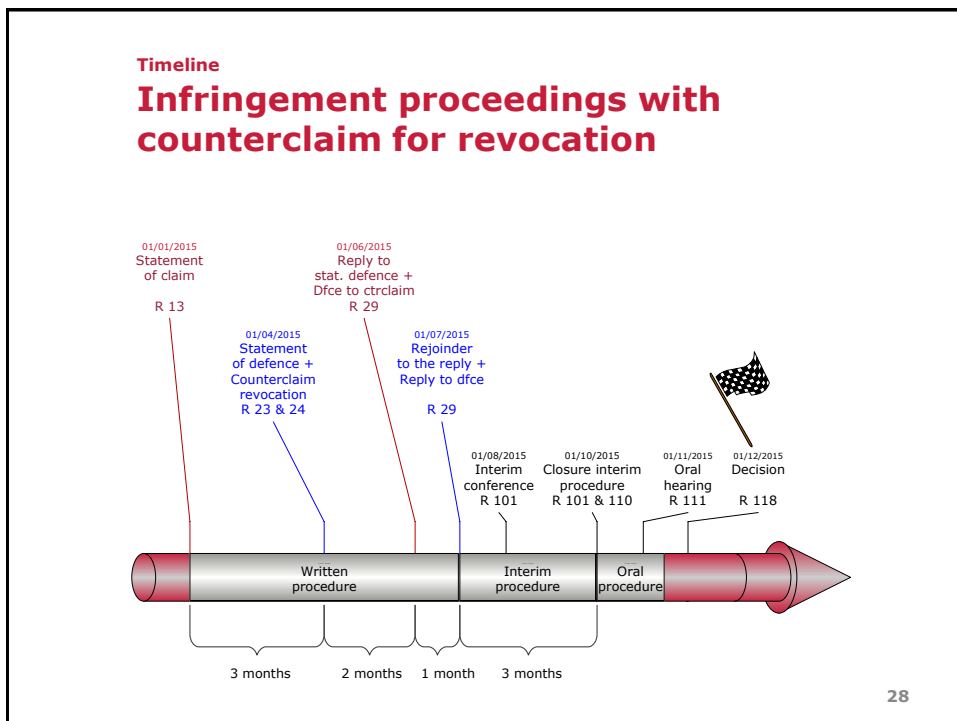 Timeline
Infringement proceedings with
counterclaim for revocation
01/01/2015
Statement
of claim
R 13
01/06/2015
Reply to
stat. defence +
Dfce to ctrclaim
R 29
01/04/2015
Statement
of defence +
Counterclaim
revocation
R 23 & 24
01/07/2015
Rejoinder
to the reply +
Reply to dfce
R 29
01/08/2015
Interim
conference
R 101
01/10/2015
Closure interim
procedure
R 101 & 110
01/11/2015
Oral
hearing
R 111
01/12/2015
Decision
R 118
Written
procedure
Interim
procedure
Oral
procedure
3 months
2 months
1 month
3 months
28